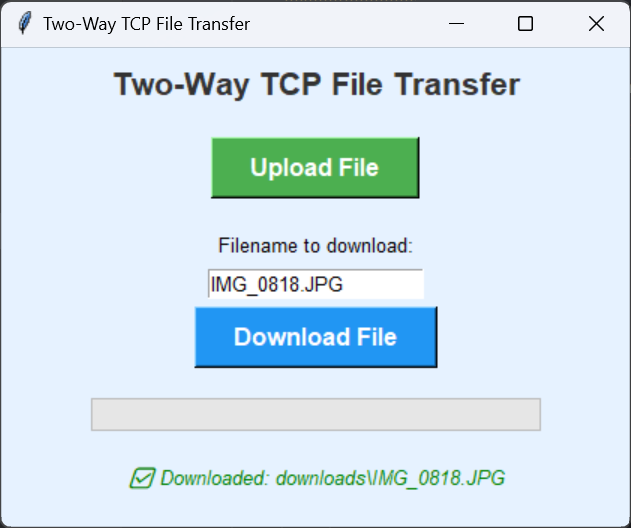 Two-Way TCP File Transfer
Two-Way TCP File Transfer
Upload File
Filename to download:
IMG_0818.JPG
Download File
Downloaded: downloads\IMG_0818.JPG